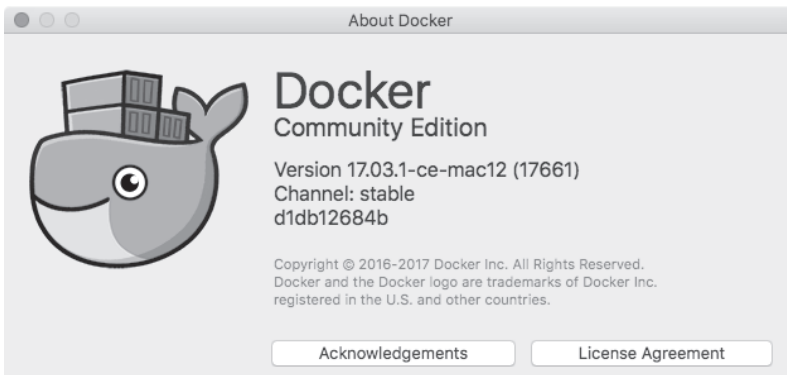 About Docker
Docker
Community Edition
Version 17.03.1-ce-mac12 (17661)
Channel: stable
d1db12684b
Copyright © 2016-2017 Docker Inc. All Rights Reserved.
Docker and the Docker logo are trademarks of Docker Inc.
registered in the U.S. and other countries.
Acknowledgements
License Agreement